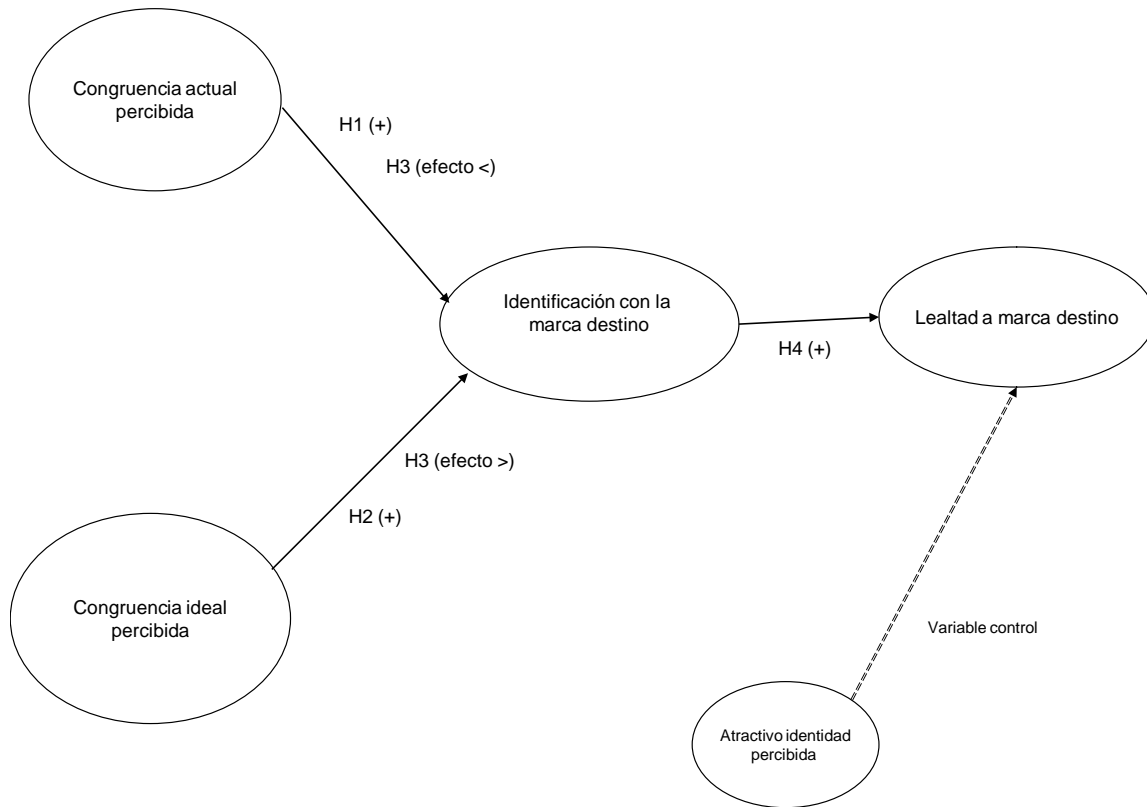 Congruencia actual
percibida
H1 (+)
H3 (efecto <)
Identificación con la
marca destino
Lealtad a marca destino
H4 (+)
H3 (efecto >)
H2 (+)
Congruencia ideal
percibida
Variable control
Atractivo identidad
percibida